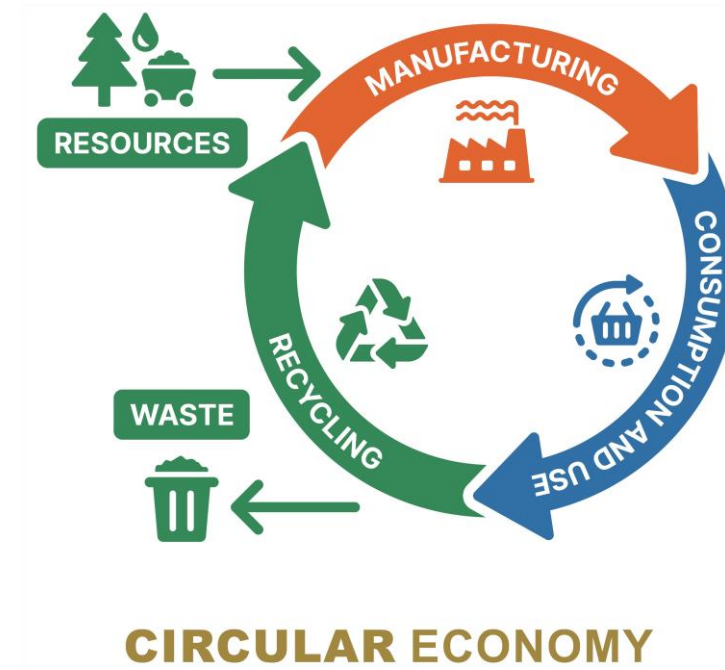 MANUFACTURING
RESOURCES
CONSUMPTION AND USE
RECYCLING
WASTE
CIRCULAR ECONOMY